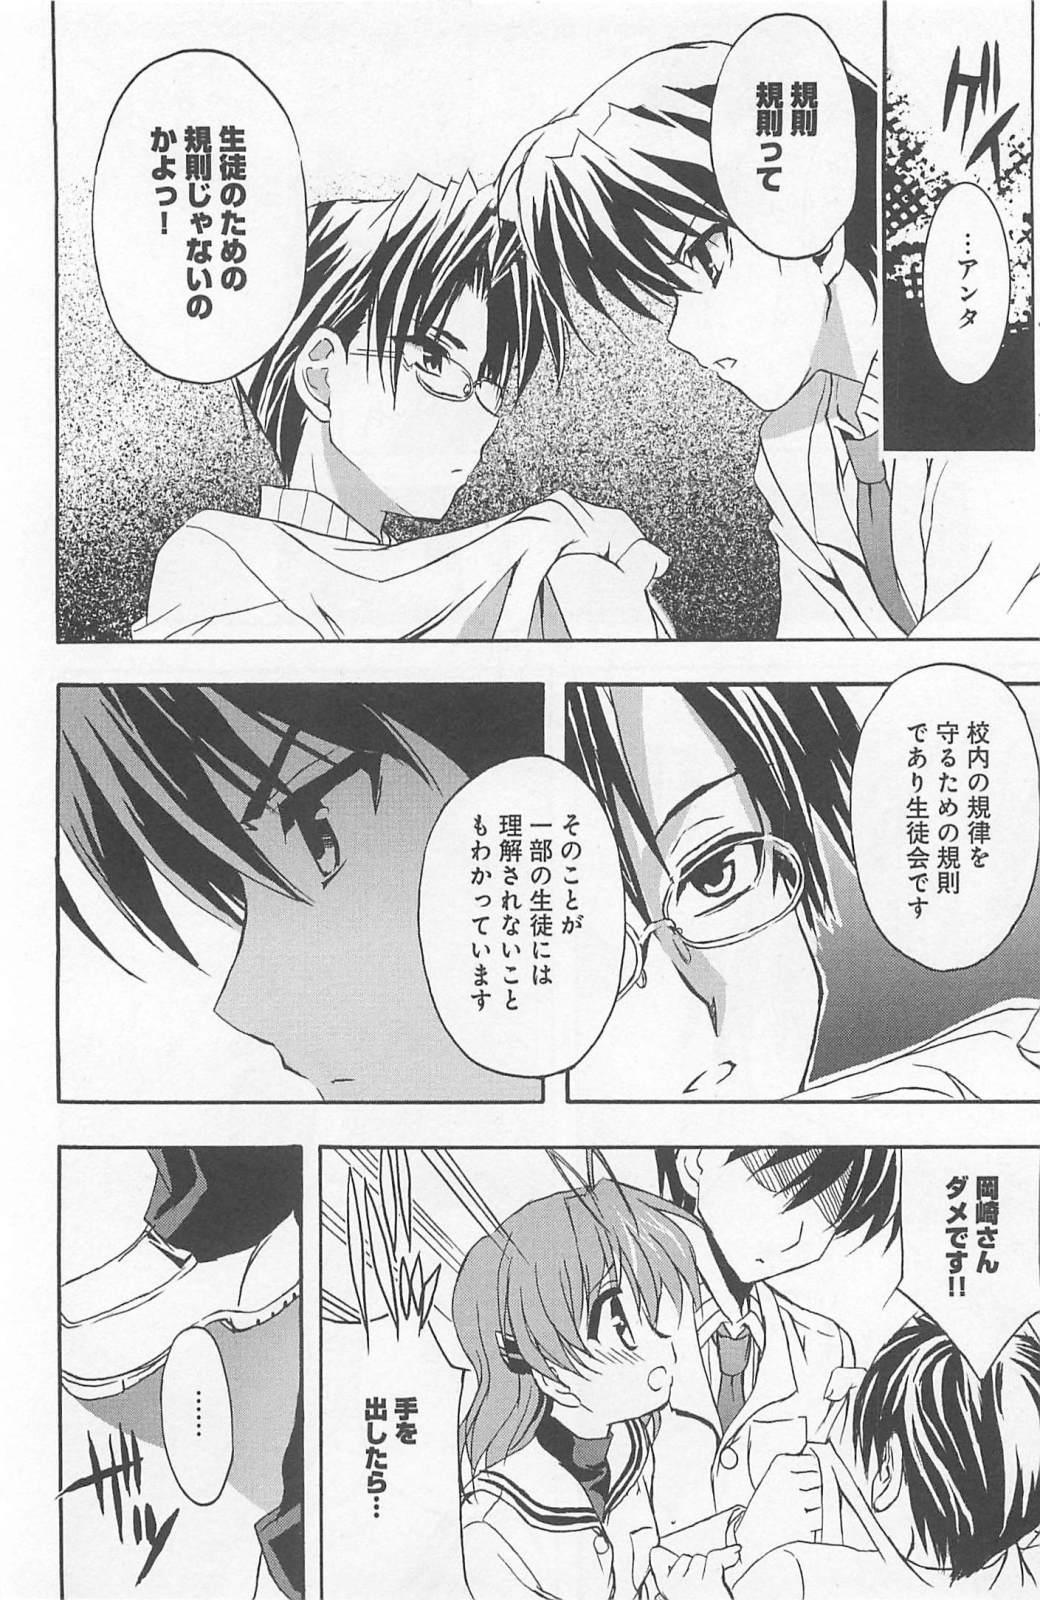 ザッ
…アンタ
規則
規則って
生徒のための
規則じゃないの
かよっ！
校内の規律を
守るための規則
であり生徒会です
そのことが
一部の生徒には
理解されないこと
もわかっています
岡崎さん
ダメです!!
手を
出したら…
……